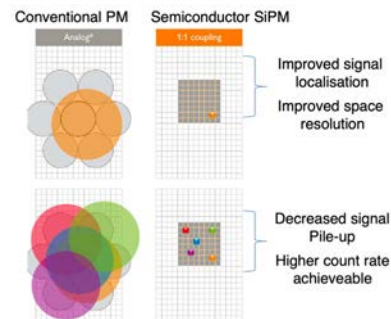 Conventional PM
Semiconductor SiPM
Analog*
1:1 coupling
Improved signal
localisation
Improved space
resolution
Decreased signal
Pile-up
Higher count rate
achieveable